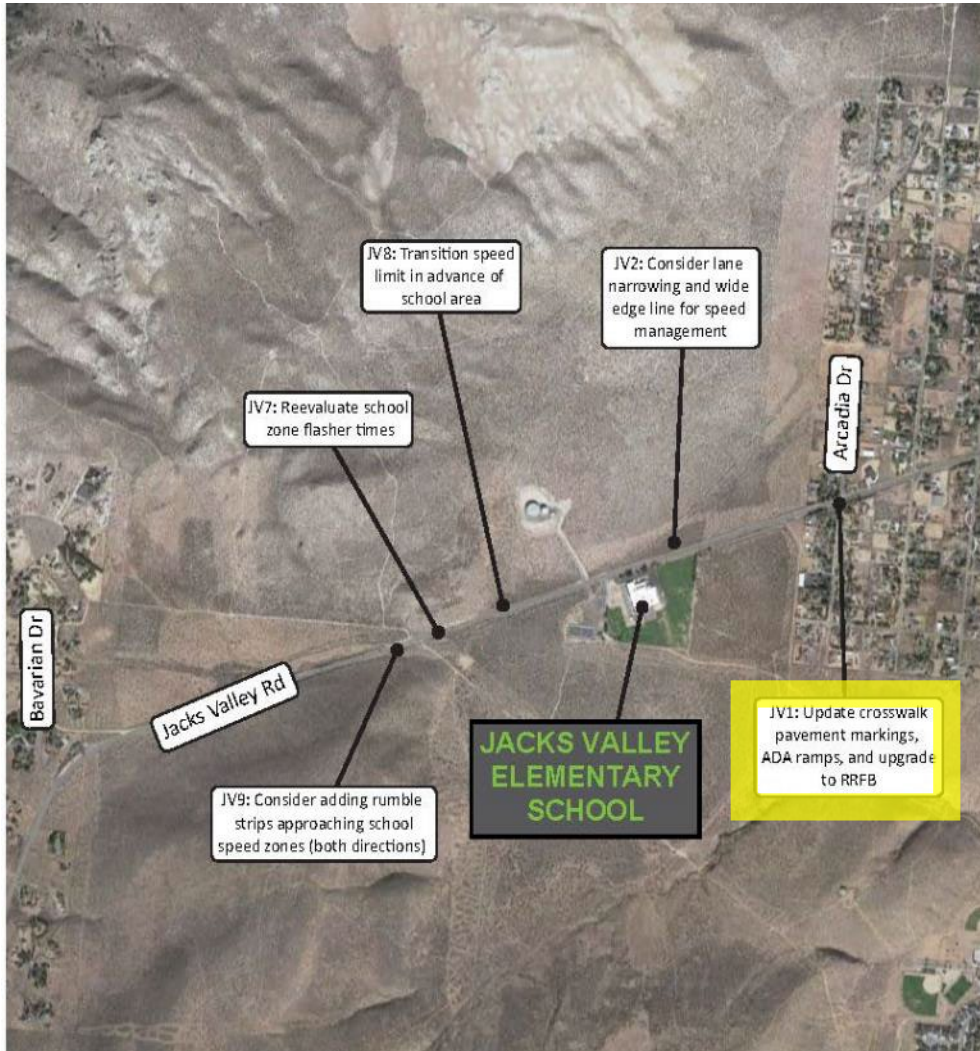 JV8: Transition speed
limit in advance of
school area
JV2: Consider lane
narrowing and wide
edge line for speed
management
JV7: Reevaluate school
zone flasher times
Arcadia Dr
Bavarian Dr
Jacks Valley Rd
JACKS VALLEY
ELEMENTARY
SCHOOL
JV1: Update crosswalk
pavement markings,
ADA ramps, and upgrade
to RRFB
JV9: Consider adding rumble
strips approaching school
speed zones (both directions)